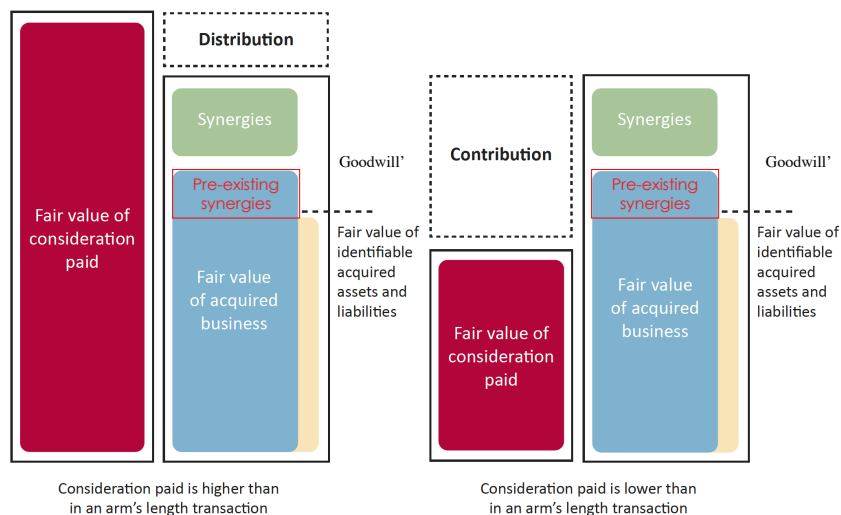 Distribution
Synergies
Goodwill’
Pre-existing
synergies
Fair value of
consideration
paid
Fair value of
identifiable
acquired
assets and
liabilities
Fair value
of acquired
business
Consideration paid is higher than
in an arm’s length transaction
Contribution
Synergies
Goodwill’
Pre-existing
synergies
Fair value of
identifiable
acquired
assets and
liabilities
Fair value
of acquired
business
Fair value of
consideration
paid
Consideration paid is lower than
in an arm’s length transaction